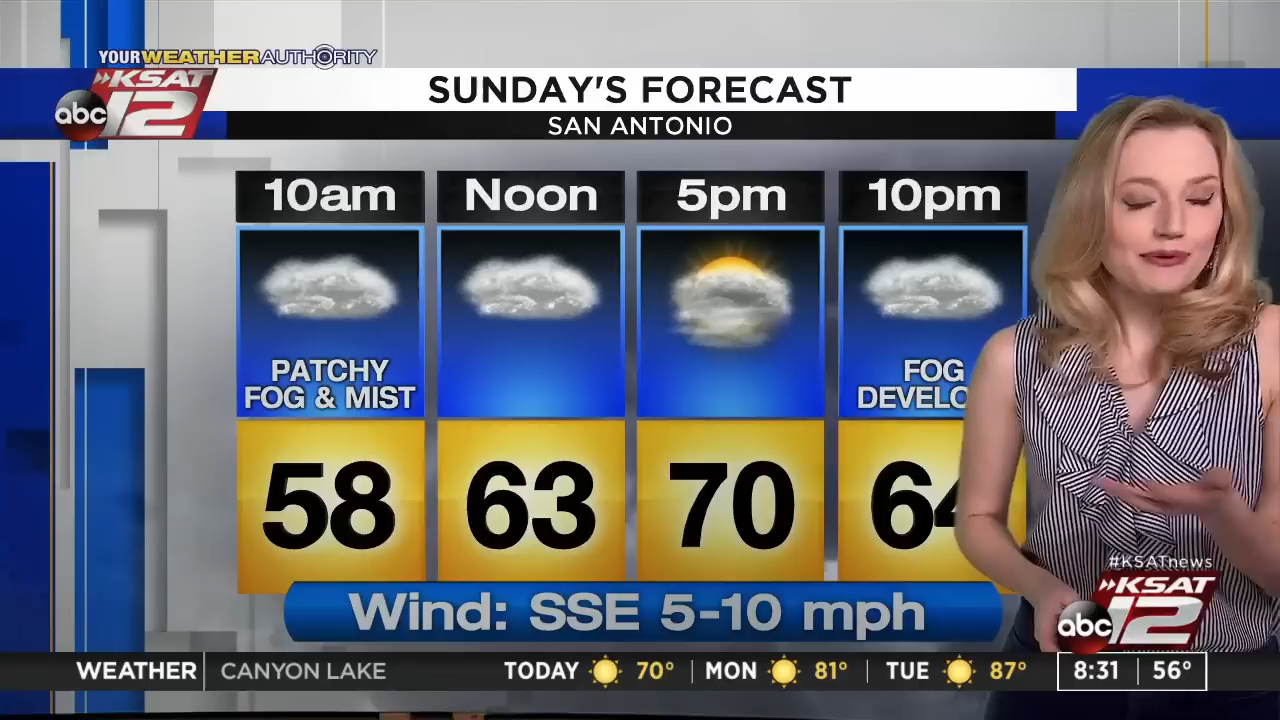 YOUR WEATHER AUTHORITY
KSAT
abc 12
SUNDAY'S FORECAST
SAN ANTONIO
10am Noon 5pm 10pm
PATCHY
FOG & MIST
FOG
58 63 70
Wind: SSE 5-10 mph
#KSATnews
KSAT
abc 12
WEATHER CANYON LAKE TODAY 70° MON 81° TUE 87° 8:31 56°